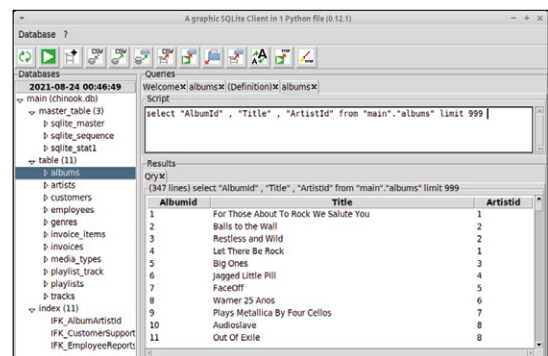 A graphic SQLite Client in 1 Python file (0.12.1)
Database ?
Databases
2021-08-24 00:46:49
main (chinook.db)
master_table (3)
sqlite_master
sqlite_sequence
sqlite_stat1
table (11)
albums
artists
customers
employees
genres
invoice_items
invoices
media_types
playlist_track
playlists
tracks
index (11)
IFK_AlbumArtistId
IFK_CustomerSupport
IFK_EmployeeReports
Queries
Welcome albums (Definition) albums
Script
select "AlbumId" , "Title" , "ArtistId" from "main"."albums" limit 999
Results
Qry
(347 lines) select "AlbumId" , "Title" , "ArtistId" from "main"."albums" limit 999
AlbumId Title ArtistId
1 For Those About To Rock We Salute You 1
2 Balls to the Wall 2
3 Restless and Wild 2
4 Let There Be Rock 1
5 Big Ones 3
6 Jagged Little Pill 4
7 FaceOff 5
8 Warner 25 Anos 6
9 Plays Metallica By Four Cellos 7
10 Audioslave 8
11 Out Of Exile 8